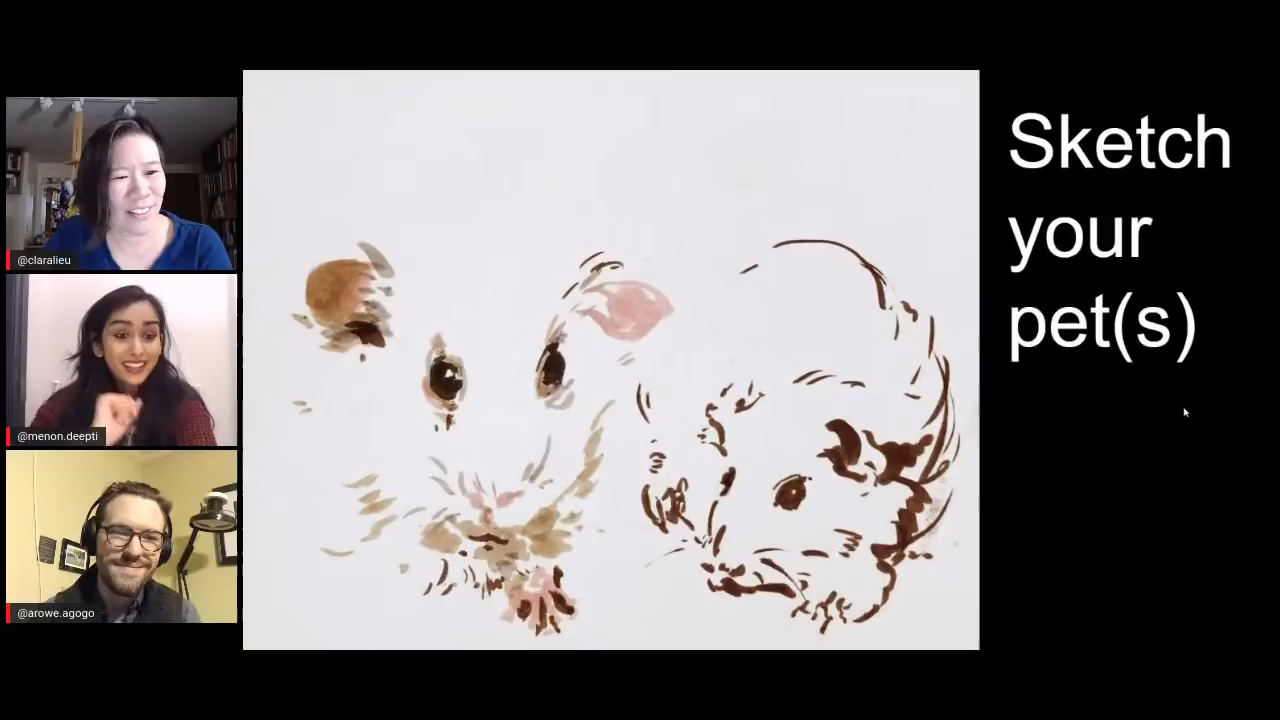 @claralieu
@menon.deepti
@arowe.agogo
Sketch
your
pet(s)